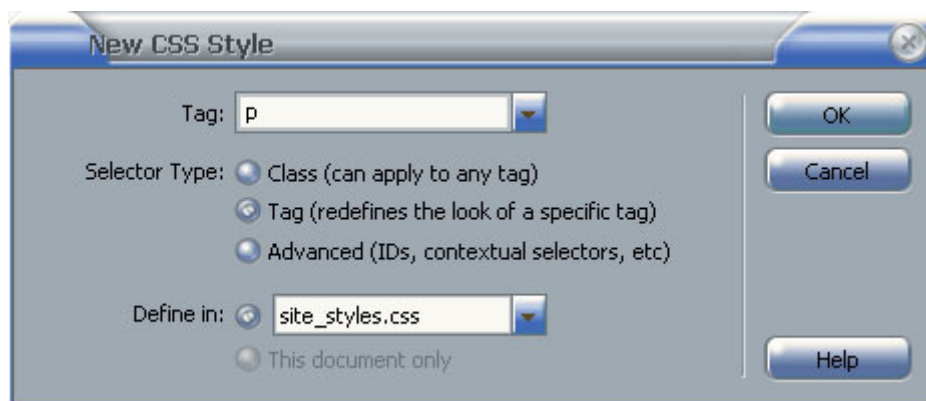 New CSS Style
Tag: p
OK
Selector Type: Class (can apply to any tag)
Cancel
Tag (redefines the look of a specific tag)
Advanced (IDs, contextual selectors, etc)
Define in: site_styles.css
This document only
Help